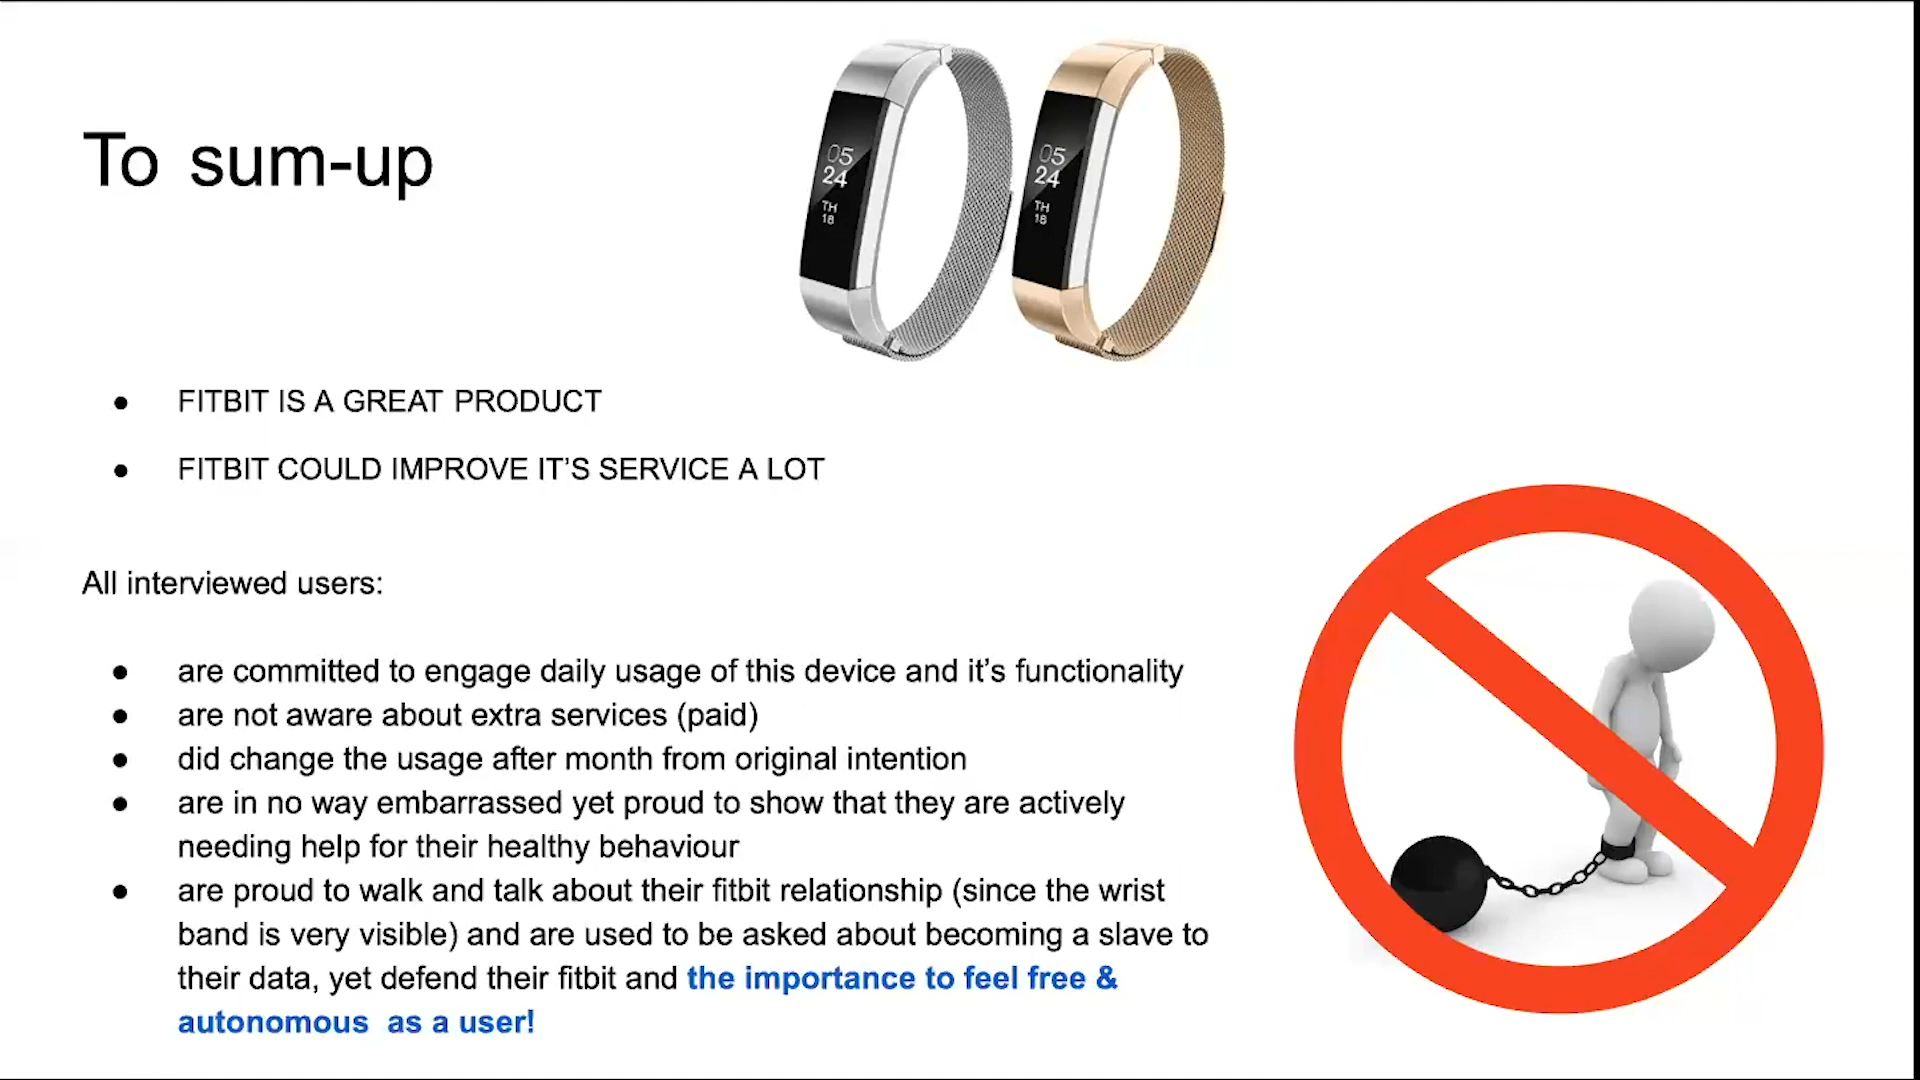 05
24
TH
18
05
24
TH
18
To sum-up
● FITBIT IS A GREAT PRODUCT
● FITBIT COULD IMPROVE IT’S SERVICE A LOT
All interviewed users:
● are committed to engage daily usage of this device and it’s functionality
● are not aware about extra services (paid)
● did change the usage after month from original intention
● are in no way embarrassed yet proud to show that they are actively
needing help for their healthy behaviour
● are proud to walk and talk about their fitbit relationship (since the wrist
band is very visible) and are used to be asked about becoming a slave to
their data, yet defend their fitbit and the importance to feel free &
autonomous as a user!